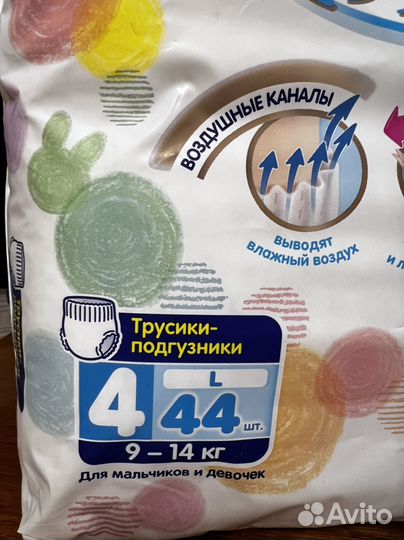 ВОЗДУШНЫЕ КАНАЛЫ
ВЫВОДЯТ
ВЛАЖНЫЙ ВОЗДУХ
Трусики-
подгузники
4
L
44 шт.
9 – 14 кг
Для мальчиков и девочек
Avito